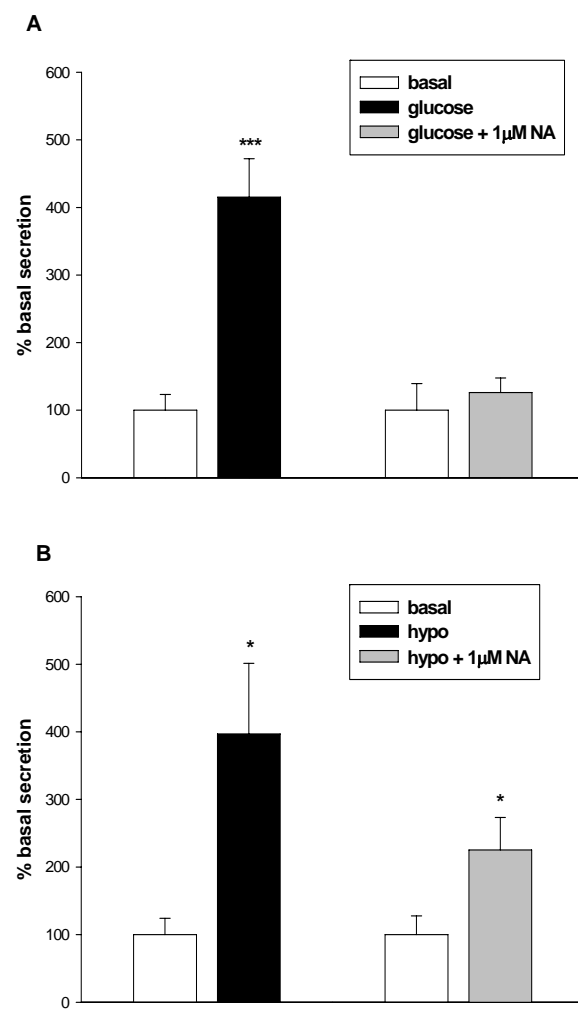 A
600
500
400
300
200
100
0
% basal secretion
basal
glucose
glucose + 1μM NA
***
B
600
500
400
300
200
100
0
% basal secretion
basal
hypo
hypo + 1μM NA
*
*